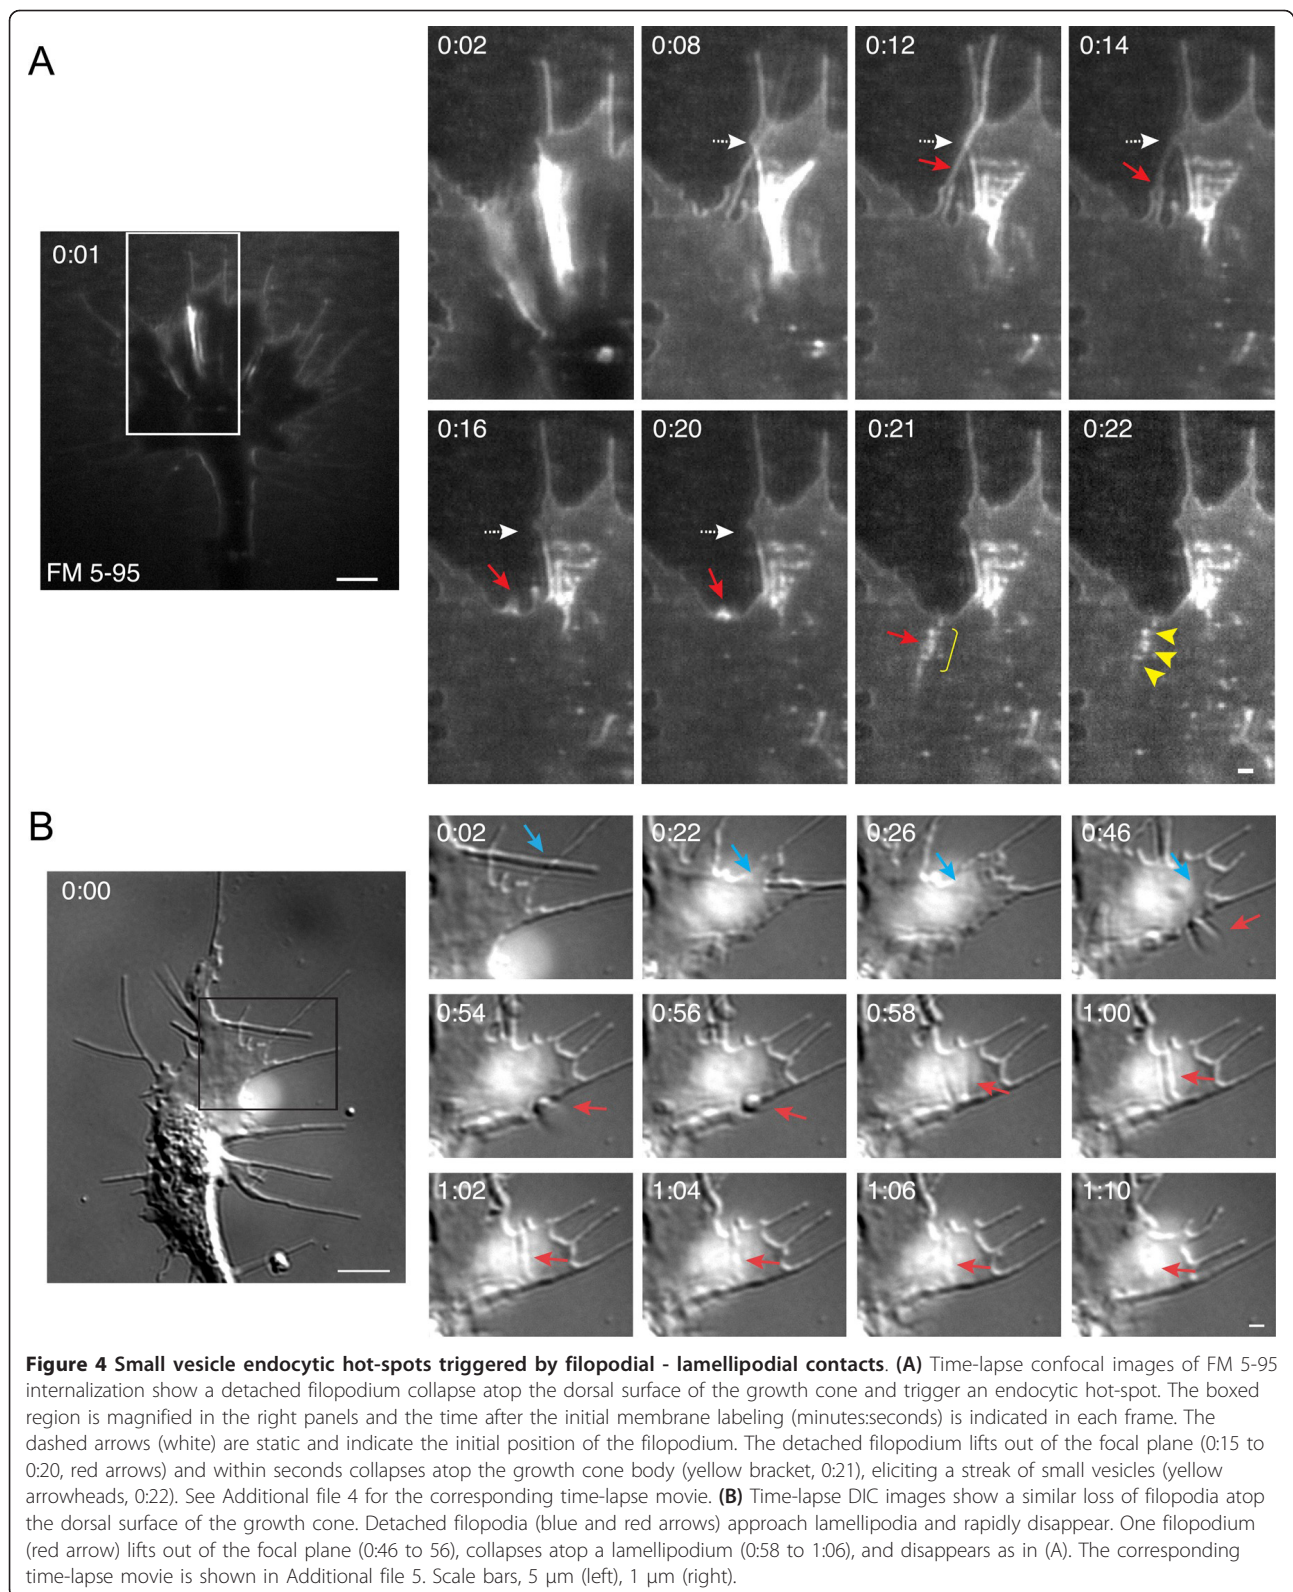 A
0:01
FM 5-95
0:02
0:08
0:12
0:14
0:16
0:20
0:21
0:22
B
0:00
0:02
0:22
0:26
0:46
0:54
0:56
0:58
1:00
1:02
1:04
1:06
1:10
Figure 4 Small vesicle endocytic hot-spots triggered by filopodial - lamellipodial contacts. (A) Time-lapse confocal images of FM 5-95
internalization show a detached filopodium collapse atop the dorsal surface of the growth cone and trigger an endocytic hot-spot. The boxed
region is magnified in the right panels and the time after the initial membrane labeling (minutes:seconds) is indicated in each frame. The
dashed arrows (white) are static and indicate the initial position of the filopodium. The detached filopodium lifts out of the focal plane (0:15 to
0:20, red arrows) and within seconds collapses atop the growth cone body (yellow bracket, 0:21), eliciting a streak of small vesicles (yellow
arrowheads, 0:22). See Additional file 4 for the corresponding time-lapse movie. (B) Time-lapse DIC images show a similar loss of filopodia atop
the dorsal surface of the growth cone. Detached filopodia (blue and red arrows) approach lamellipodia and rapidly disappear. One filopodium
(red arrow) lifts out of the focal plane (0:46 to 56), collapses atop a lamellipodium (0:58 to 1:06), and disappears as in (A). The corresponding
time-lapse movie is shown in Additional file 5. Scale bars, 5 μm (left), 1 μm (right).